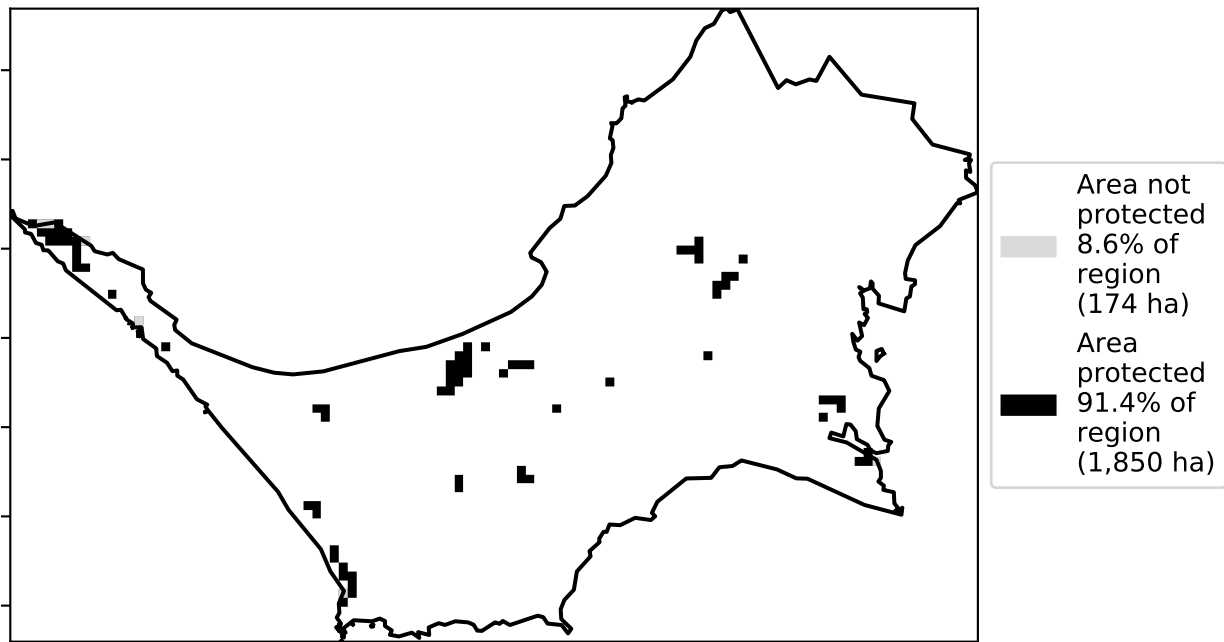 Area not
protected
8.6% of
region
(174 ha)
Area
protected
91.4% of
region
(1,850 ha)